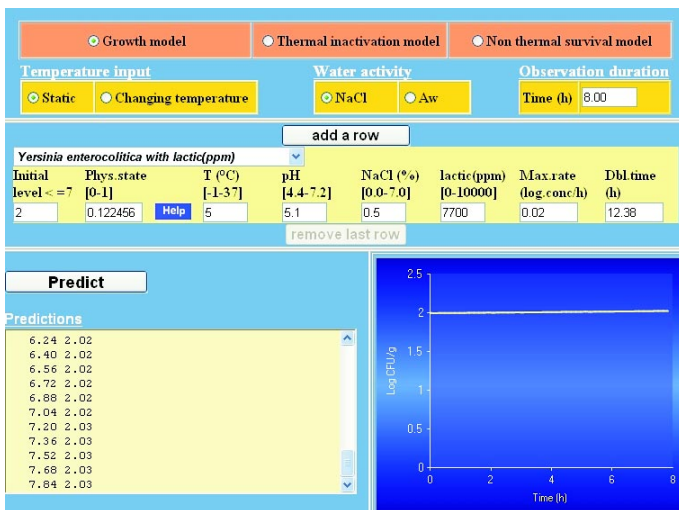 Growth model Thermal inactivation model Non thermal survival model
Temperature input Water activity Observation duration
Static Changing temperature NaCl Aw Time (h) 8.00
add a row
Yersinia enterocolitica with lactic(ppm)
Initial Phys.state T (°C) pH NaCl (%) lactic(ppm) Max.rate Dbl.time
level < =7 [0-1] [-1-37] [4.4-7.2] [0.0-7.0] [0-10000] (log.conc/h) (h)
2 0.122456 Help 5 5.1 0.5 7700 0.02 12.38
remove last row
Predict
Predictions
6.24 2.02
6.40 2.02
6.56 2.02
6.72 2.02
6.88 2.02
7.04 2.02
7.20 2.03
7.36 2.03
7.52 2.03
7.68 2.03
7.84 2.03
2.5
2
1.5
1
0.5
0
Log CFU/g
0 2 4 6 8
Time (h)